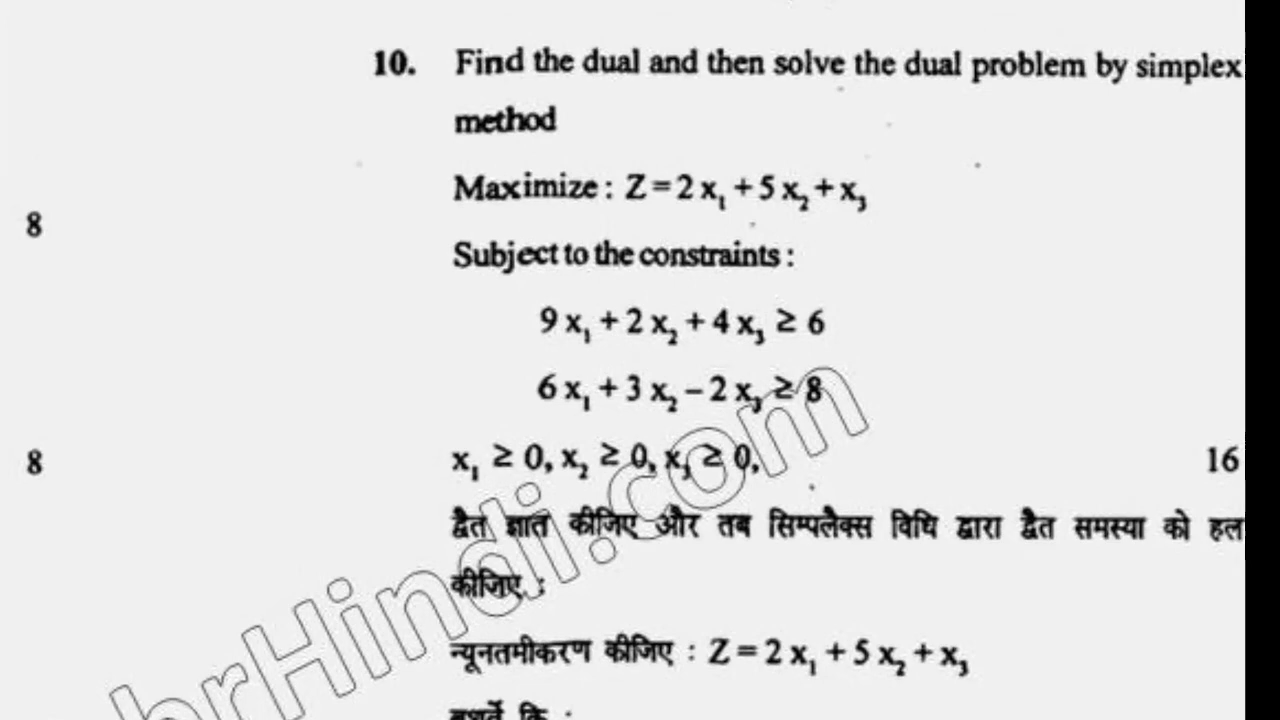 10. Find the dual and then solve the dual problem by simplex
method
Maximize : Z = 2 x₁ + 5 x₂ + x₃
8
Subject to the constraints :
9 x₁ + 2 x₂ + 4 x₃ ≥ 6
6 x₁ + 3 x₂ – 2 x₃ ≥ 8
8 x₁ ≥ 0, x₂ ≥ 0, x₃ ≥ 0, 16
द्वैत ज्ञात कीजिए और तब सिम्पलैक्स विधि द्वारा द्वैत समस्या को हल
कीजिए :
न्यूनतमीकरण कीजिए : Z = 2 x₁ + 5 x₂ + x₃
बशर्ते कि :
brHindi.com